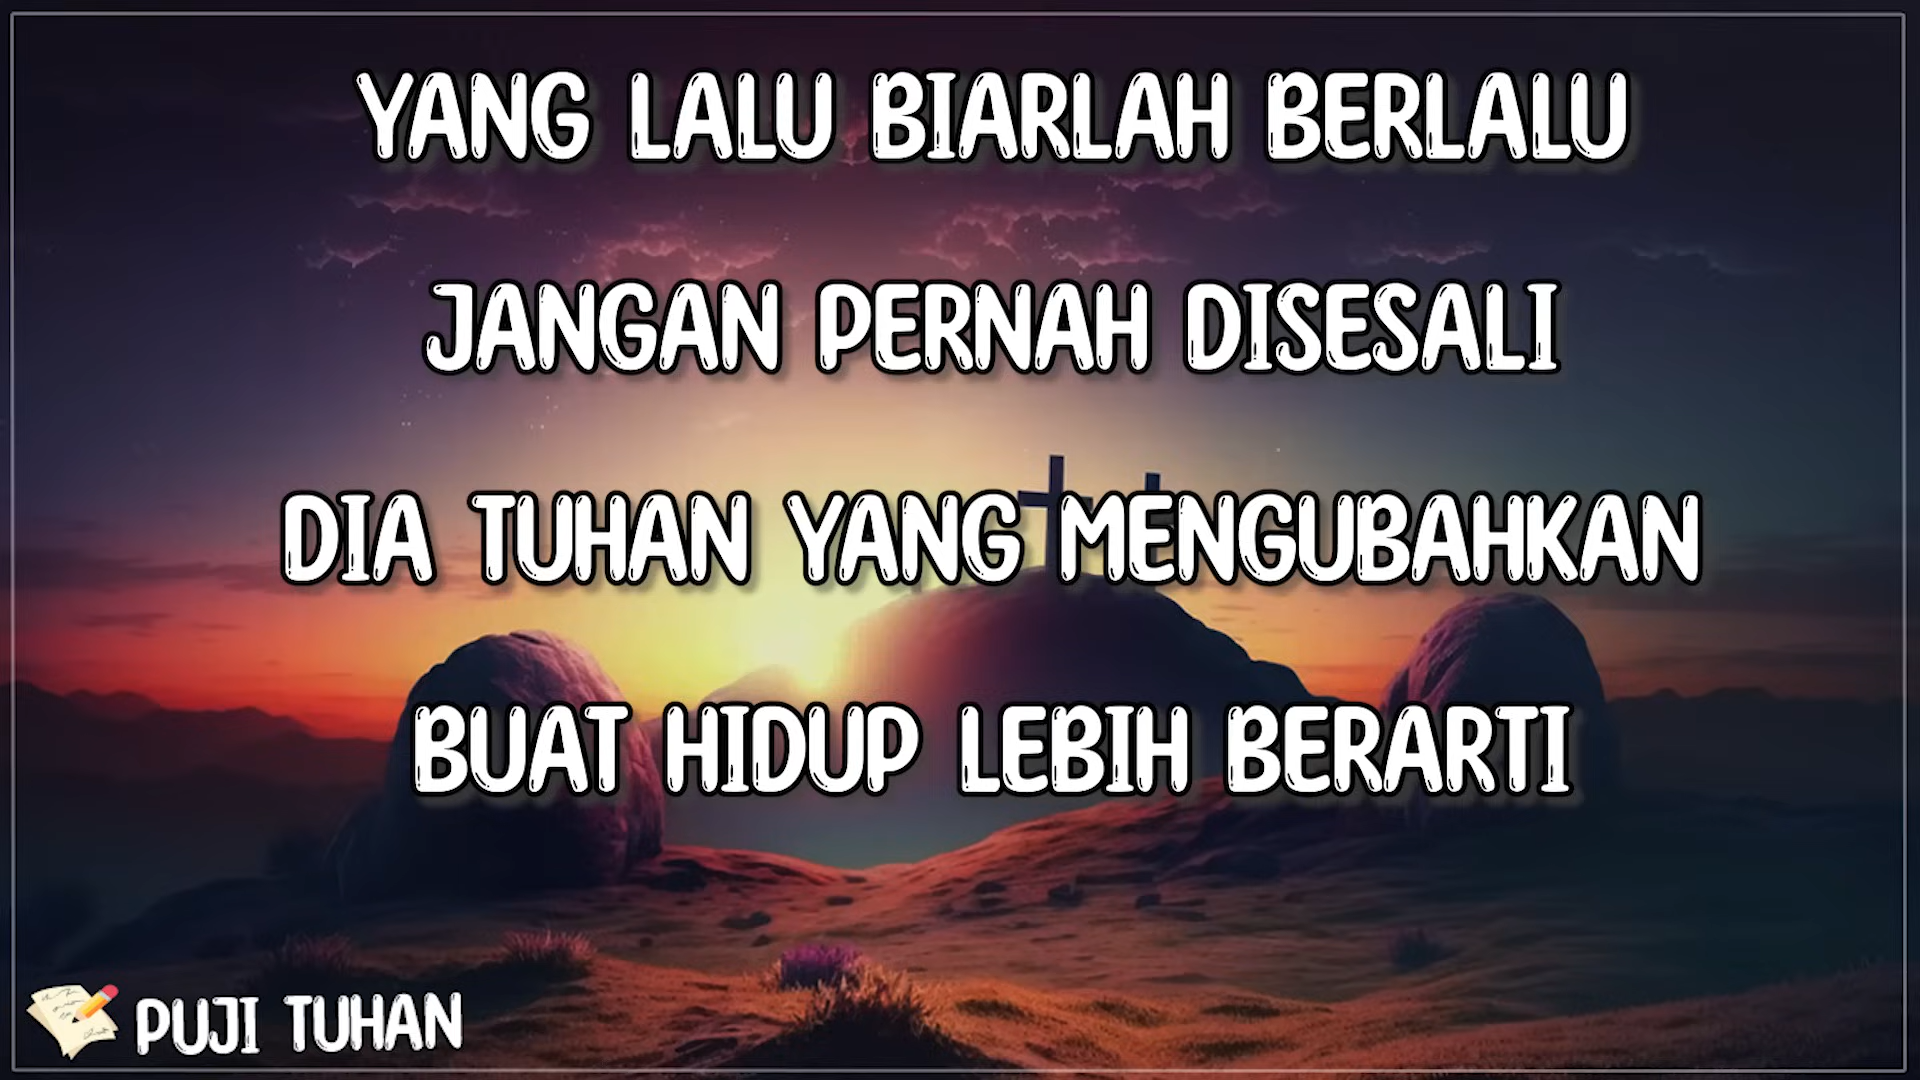 YANG LALU BIARLAH BERLALU
JANGAN PERNAH DISESALI
DIA TUHAN YANG MENGUBAHKAN
BUAT HIDUP LEBIH BERARTI
PUJI TUHAN